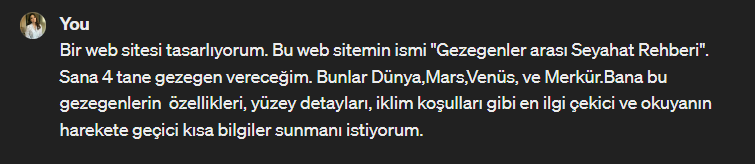 You
Bir web sitesi tasarlıyorum. Bu web sitemin ismi "Gezegenler arası Seyahat Rehberi".
Sana 4 tane gezegen vereceğim. Bunlar Dünya,Mars,Venüs, ve Merkür.Bana bu
gezegenlerin  özellikleri, yüzey detayları, iklim koşulları gibi en ilgi çekici ve okuyanın
harekete geçici kısa bilgiler sunmanı istiyorum.